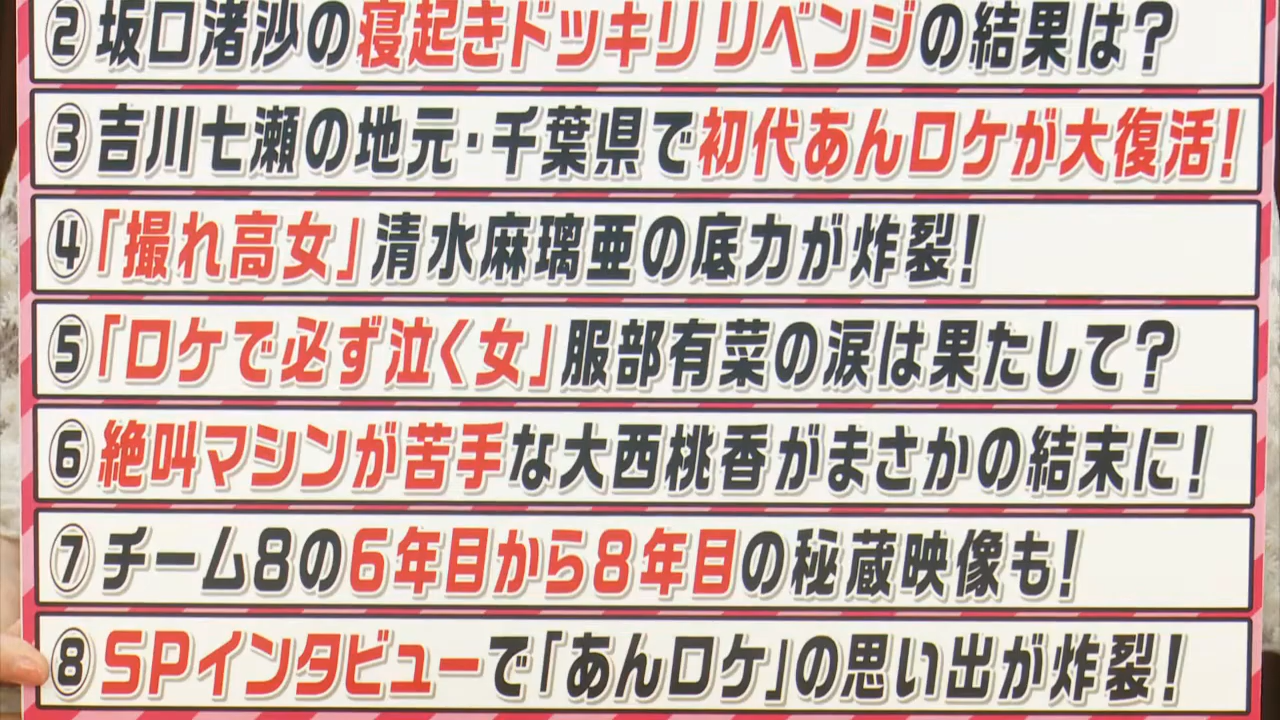 ②坂口渚沙の寝起きドッキリリベンジの結果は?
③吉川七瀬の地元・千葉県で初代あんロケが大復活!
④「撮れ高女」清水麻璃亜の底力が炸裂!
⑤「ロケで必ず泣く女」服部有菜の涙は果たして?
⑥絶叫マシンが苦手な大西桃香がまさかの結末に!
⑦チーム8の6年目から8年目の秘蔵映像も!
⑧SPインタビューで「あんロケ」の思い出が炸裂!